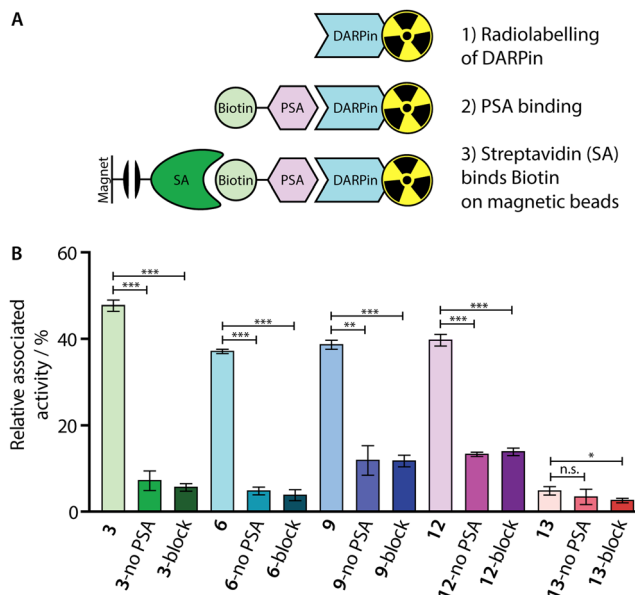 A
DARPin
1) Radiolabelling
of DARPin
Biotin
PSA
DARPin
2) PSA binding
Magnet
SA
Biotin
PSA
DARPin
3) Streptavidin (SA)
binds Biotin
on magnetic beads
B
Relative associated
activity / %
60
40
20
0
***
***
***
***
***
**
***
***
*
n.s.
3
3-no PSA
3-block
6
6-no PSA
6-block
9
9-no PSA
9-block
12
12-no PSA
12-block
13
13-no PSA
13-block